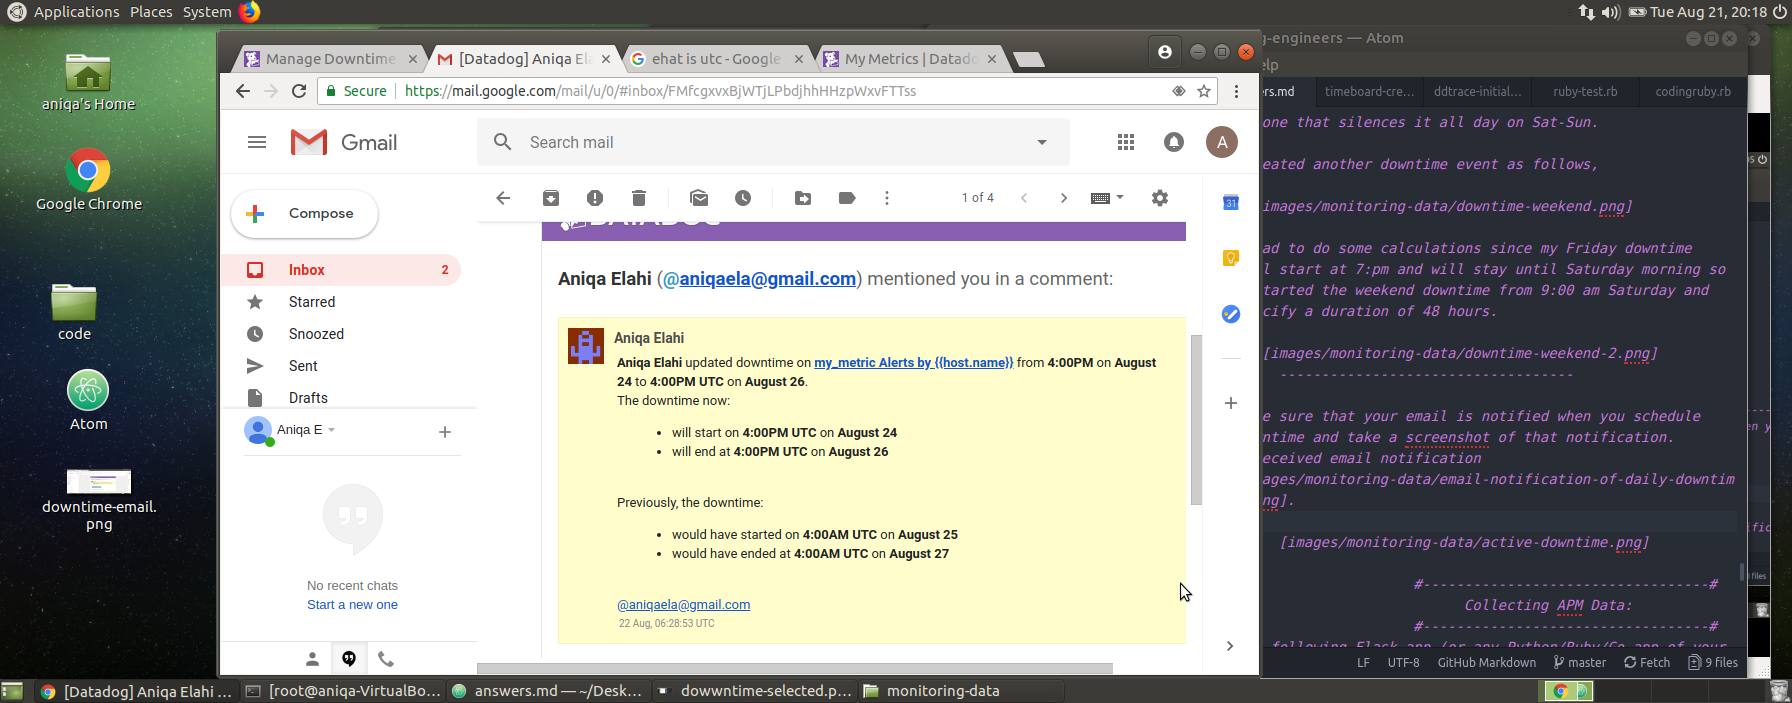 Applications Places System
Tue Aug 21, 20:18
aniqa's Home
Google Chrome
code
Atom
downtime-email.
png
Manage Downtime
[Datadog] Aniqa Ela
ehat is utc - Google
My Metrics | Datado
Secure https://mail.google.com/mail/u/0/#inbox/FMfcgxvxBjWTjLPbdjhhHHzpWxvFTTss
Gmail
Search mail
A
Compose
1 of 4
31
Inbox 2
Starred
Snoozed
Sent
Drafts
Aniqa E
No recent chats
Start a new one
Aniqa Elahi (@aniqaela@gmail.com) mentioned you in a comment:
Aniqa Elahi
Aniqa Elahi updated downtime on my_metric Alerts by {{host.name}} from 4:00PM on August
24 to 4:00PM UTC on August 26.
The downtime now:
• will start on 4:00PM UTC on August 24
• will end at 4:00PM UTC on August 26
Previously, the downtime:
• would have started on 4:00AM UTC on August 25
• would have ended at 4:00AM UTC on August 27
@aniqaela@gmail.com
22 Aug, 06:28:53 UTC
g-engineers — Atom
elp
ers.md
timeboard-cre...
ddtrace-initial...
ruby-test.rb
codingruby.rb
one that silences it all day on Sat-Sun.
eated another downtime event as follows,
images/monitoring-data/downtime-weekend.png]
ad to do some calculations since my Friday downtime
l start at 7:pm and will stay until Saturday morning so
tarted the weekend downtime from 9:00 am Saturday and
cify a duration of 48 hours.
[images/monitoring-data/downtime-weekend-2.png]
----------------------------------
e sure that your email is notified when you schedule
ntime and take a screenshot of that notification.
eceived email notification
ages/monitoring-data/email-notification-of-daily-downtim
ng].
[images/monitoring-data/active-downtime.png]
#---------------------------------#
Collecting APM Data:
#---------------------------------#
following Flask app (or any Python/Ruby/Go app of your
LF UTF-8 GitHub Markdown master Fetch 9 files
[Datadog] Aniqa Elahi ...
[root@aniqa-VirtualBo...
answers.md — ~/Desk...
dowwntime-selected.p...
monitoring-data